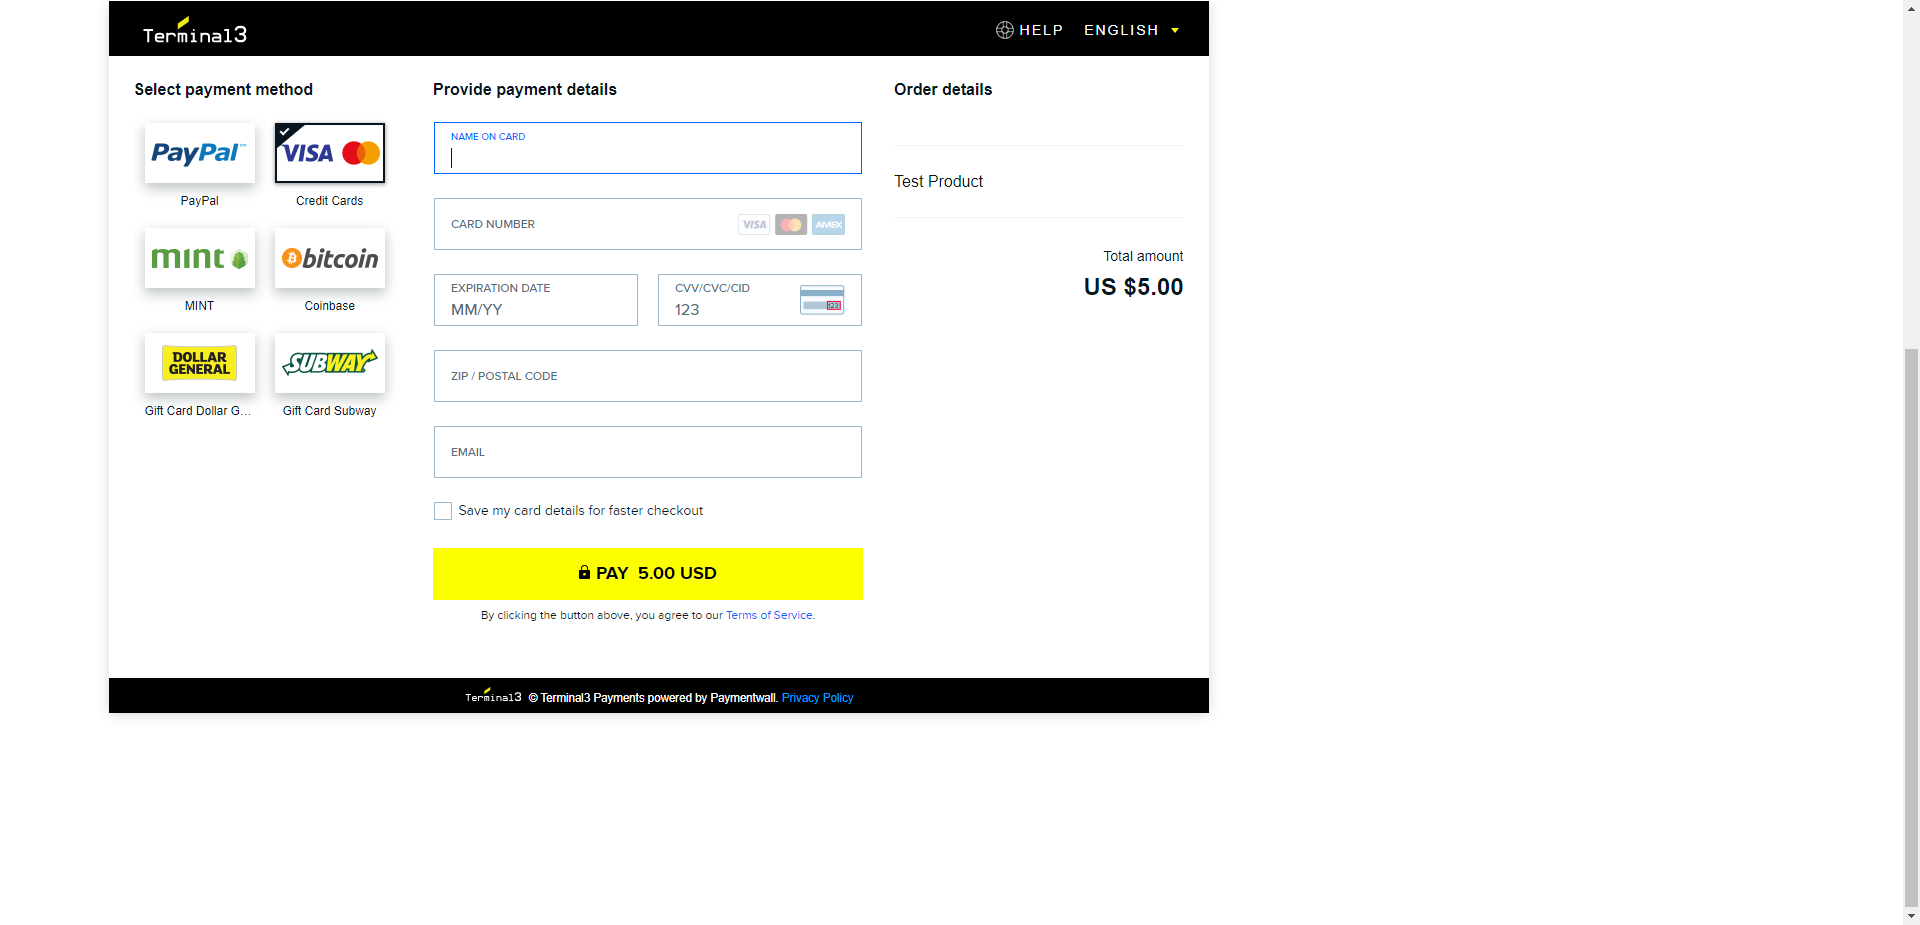 Terminal3
HELP ENGLISH
Select payment method
PayPal™
PayPal
VISA
Credit Cards
mint
MINT
bitcoin
Coinbase
DOLLAR
GENERAL
Gift Card Dollar G...
SUBWAY
Gift Card Subway
Provide payment details
NAME ON CARD
CARD NUMBER VISA AMEX
EXPIRATION DATE
MM/YY
CVV/CVC/CID
123 123
ZIP / POSTAL CODE
EMAIL
Save my card details for faster checkout
PAY 5.00 USD
By clicking the button above, you agree to our Terms of Service.
Order details
Test Product
Total amount
US $5.00
Terminal3 © Terminal3 Payments powered by Paymentwall. Privacy Policy